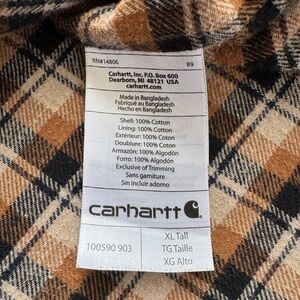 RN#14806 89
Carhartt, Inc. P.O. Box 600
Dearborn, MI 48121 USA
carhartt.com
Made in Bangladesh
Fabriqué au Bangladesh
Hecho en Bangladesh
Shell: 100% Cotton
Lining: 100% Cotton
Extérieur: 100% Coton
Doublure: 100% Coton
Armazón: 100% Algodón
Forro: 100% Algodón
Exclusive of Trimming
Sans garniture
Sin incluir adorno
carhartt
100590 903
XL Tall
TG Taille
XG Alto